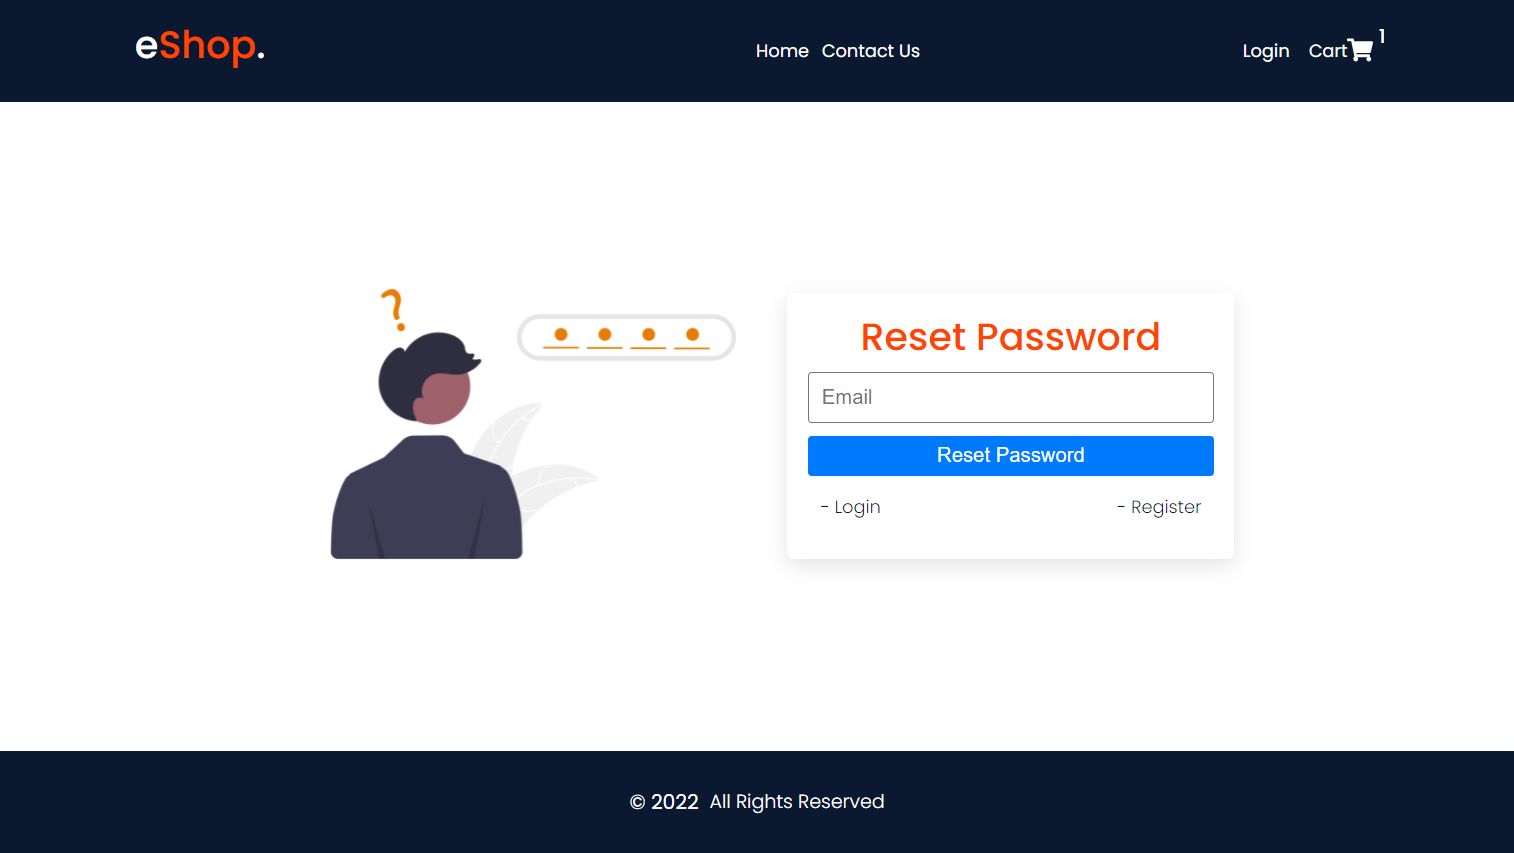 eShop.
Home Contact Us
Login Cart 1
Reset Password
Email
Reset Password
- Login - Register
© 2022 All Rights Reserved